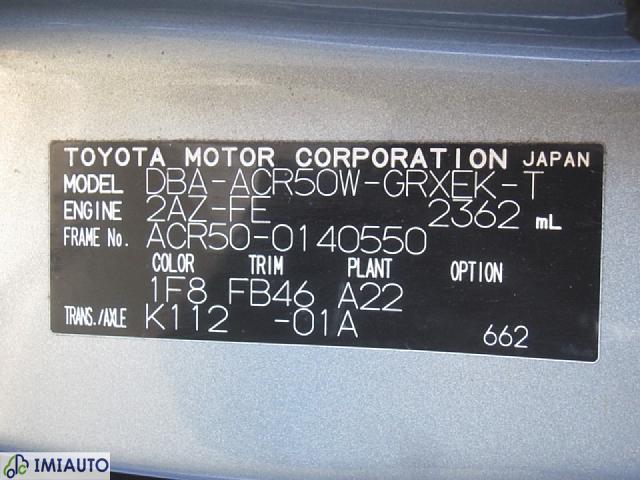 TOYOTA MOTOR CORPORATION JAPAN
MODEL DBA-ACR50W-GRXEK-T
ENGINE 2AZ-FE 2362 mL
FRAME No. ACR50-0140550
COLOR TRIM PLANT OPTION
1F8 FB46 A22
TRANS./AXLE K112 -01A
662
IMIAUTO